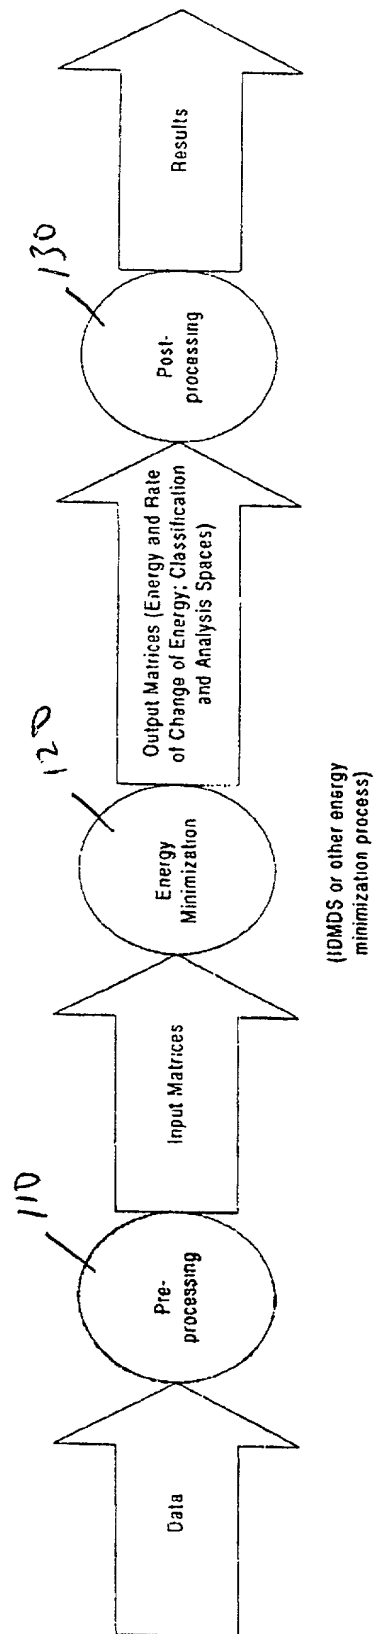 Data
Pre-
processing
110
Input Matrices
Energy
Minimization
120
(IDMDS or other energy
minimization process)
Output Matrices (Energy and Rate
of Change of Energy; Classification
and Analysis Spaces)
Post-
processing
130
Results